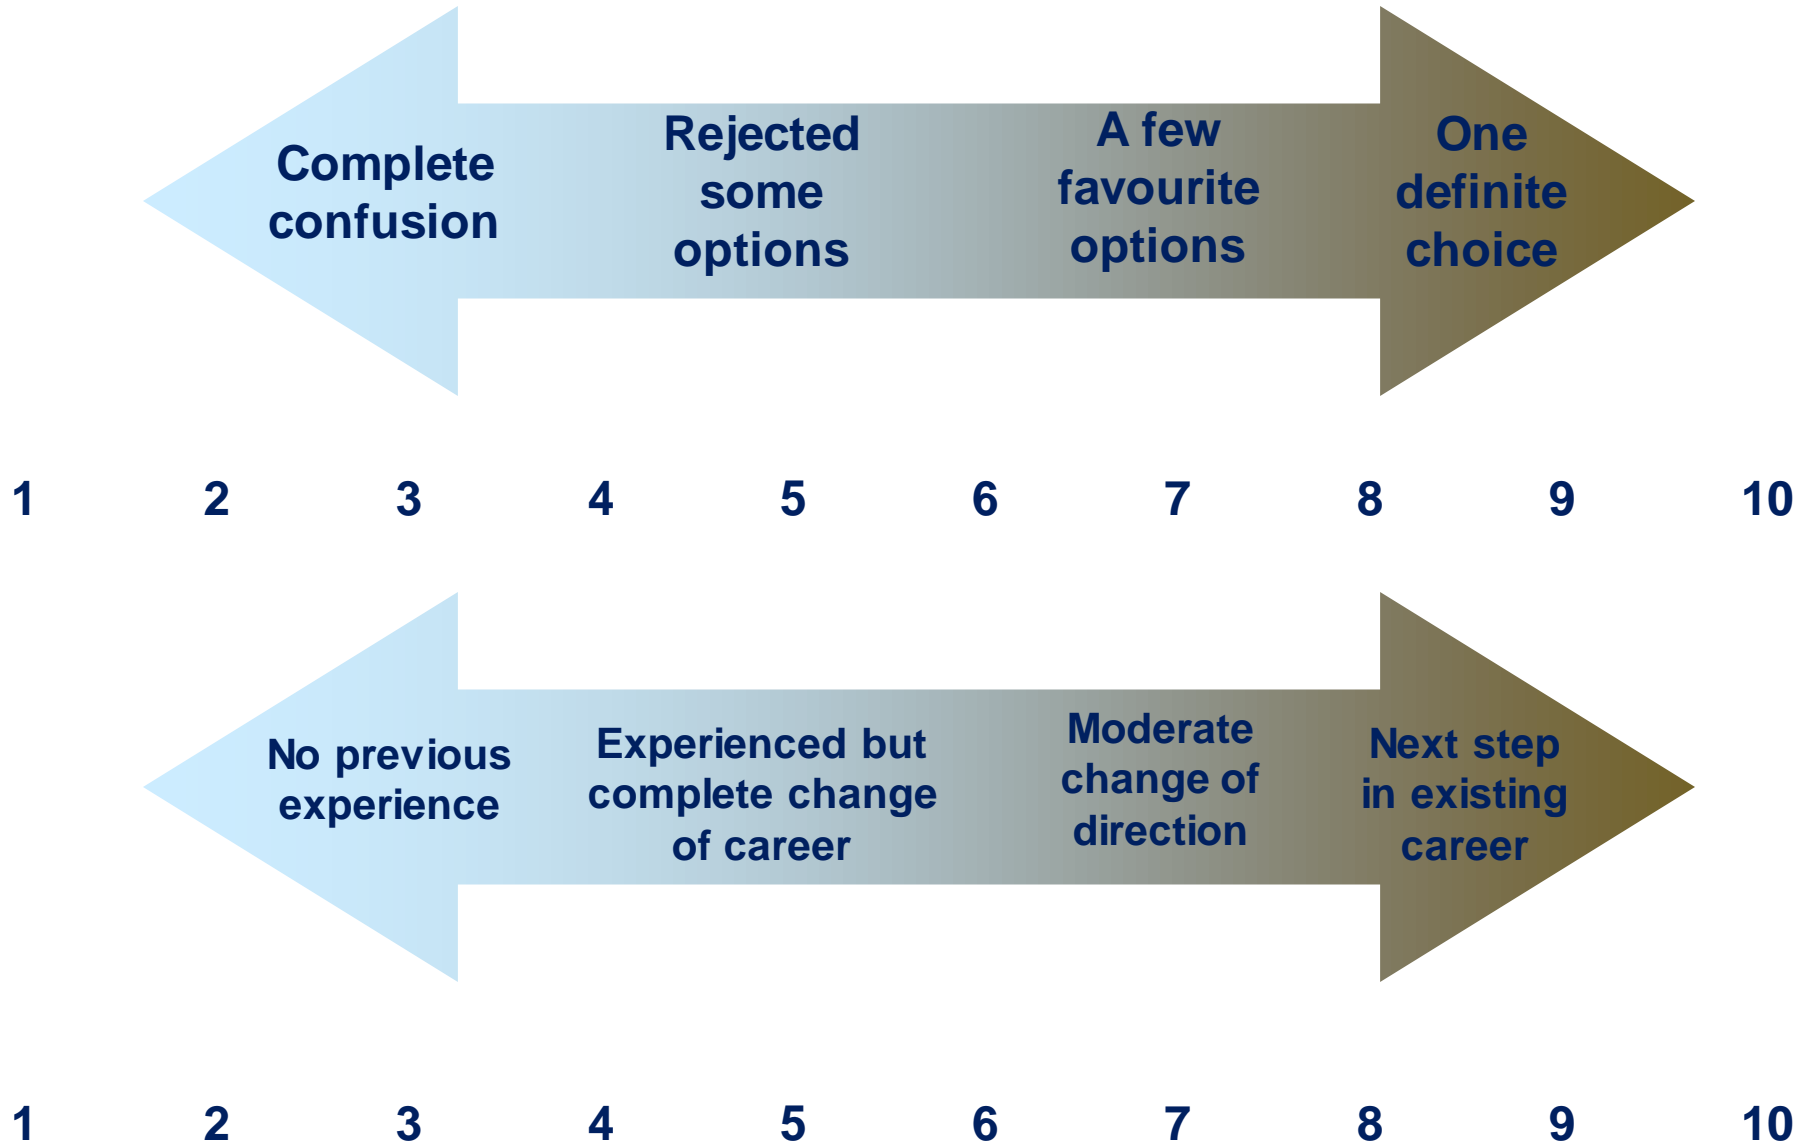 Complete
confusion
Rejected
some
options
A few
favourite
options
One
definite
choice
1 2 3 4 5 6 7 8 9 10
No previous
experience
Experienced but
complete change
of career
Moderate
change of
direction
Next step
in existing
career
1 2 3 4 5 6 7 8 9 10